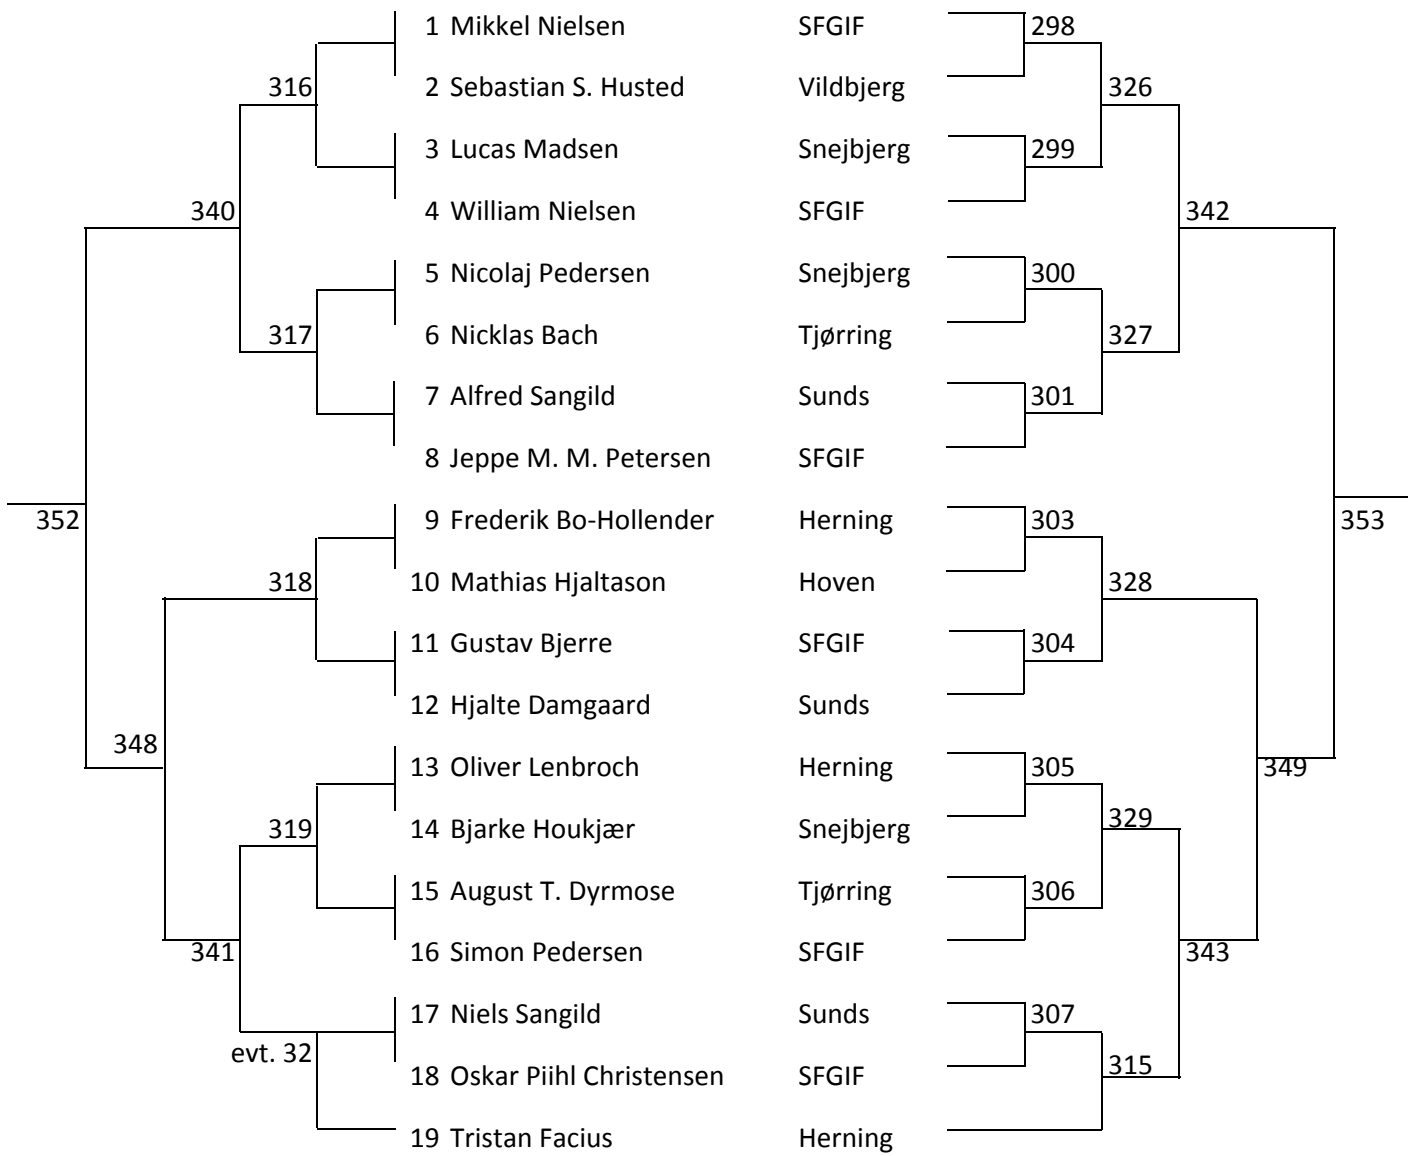 1 Mikkel Nielsen SFGIF 298
316 2 Sebastian S. Husted Vildbjerg 326
3 Lucas Madsen Snejbjerg 299
340 4 William Nielsen SFGIF 342
5 Nicolaj Pedersen Snejbjerg 300
317 6 Nicklas Bach Tjørring 327
7 Alfred Sangild Sunds 301
8 Jeppe M. M. Petersen SFGIF
352 9 Frederik Bo-Hollender Herning 303 353
318 10 Mathias Hjaltason Hoven 328
11 Gustav Bjerre SFGIF 304
12 Hjalte Damgaard Sunds
348 13 Oliver Lenbroch Herning 305 349
319 14 Bjarke Houkjær Snejbjerg 329
15 August T. Dyrmose Tjørring 306
341 16 Simon Pedersen SFGIF 343
17 Niels Sangild Sunds 307
evt. 32 18 Oskar Piihl Christensen SFGIF 315
19 Tristan Facius Herning